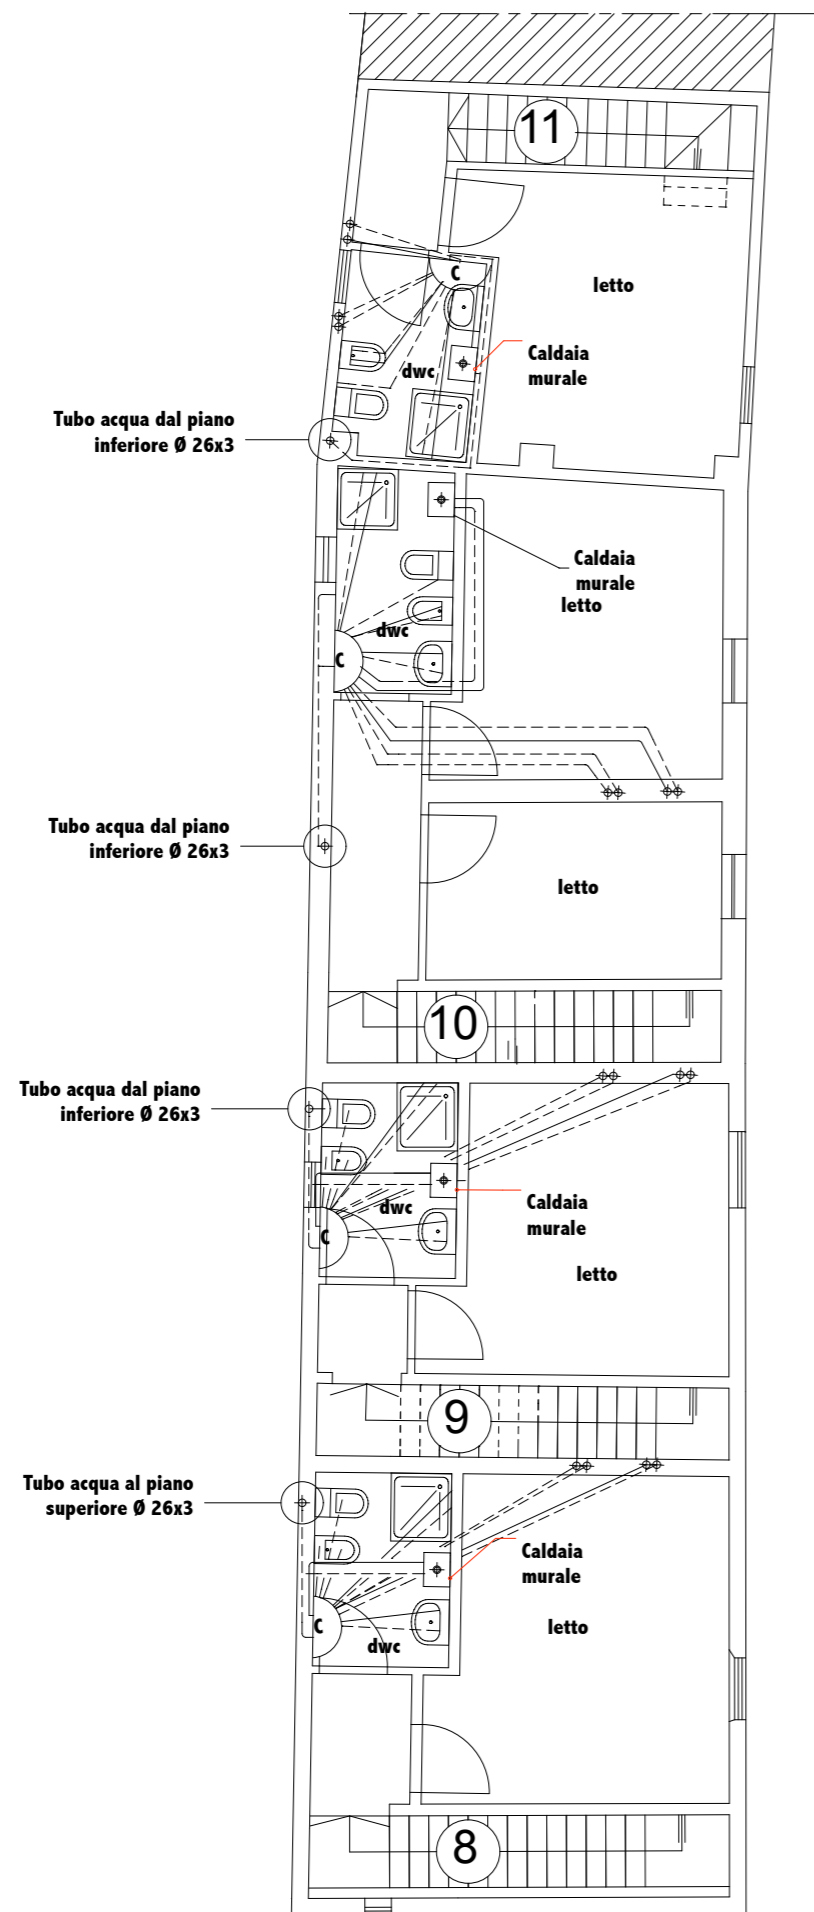 11
letto
C
Caldaia
murale
dwc
Tubo acqua dal piano
inferiore Ø 26x3
Caldaia
murale
letto
dwc
C
Tubo acqua dal piano
inferiore Ø 26x3
letto
10
Tubo acqua dal piano
inferiore Ø 26x3
dwc
Caldaia
murale
C
letto
9
Tubo acqua al piano
superiore Ø 26x3
Caldaia
murale
C
letto
dwc
8